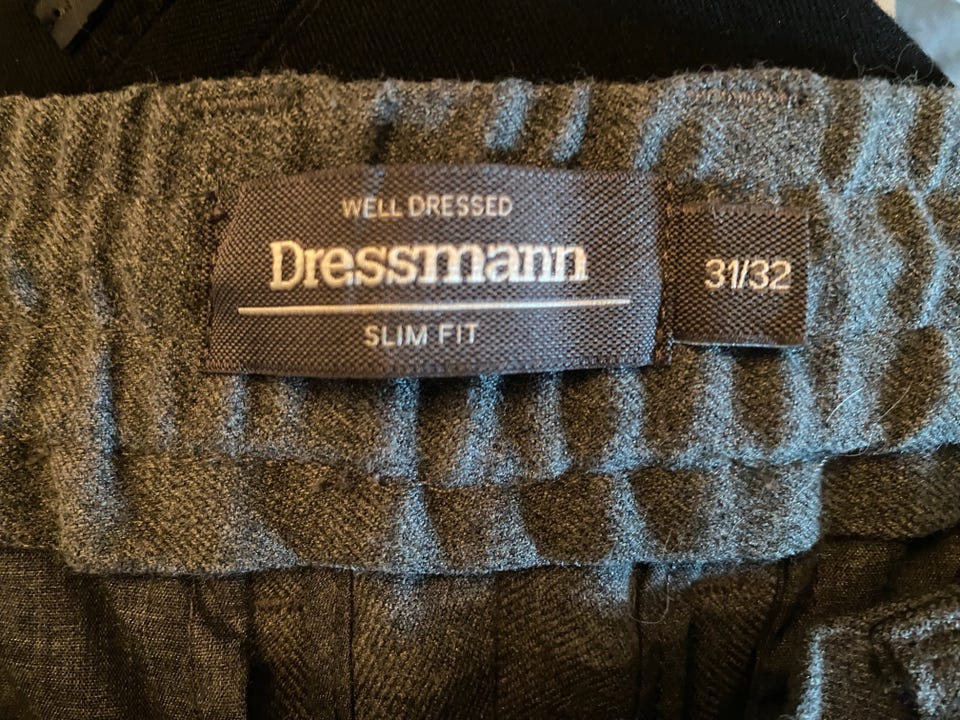 WELL DRESSED
Dressmann
SLIM FIT
31/32